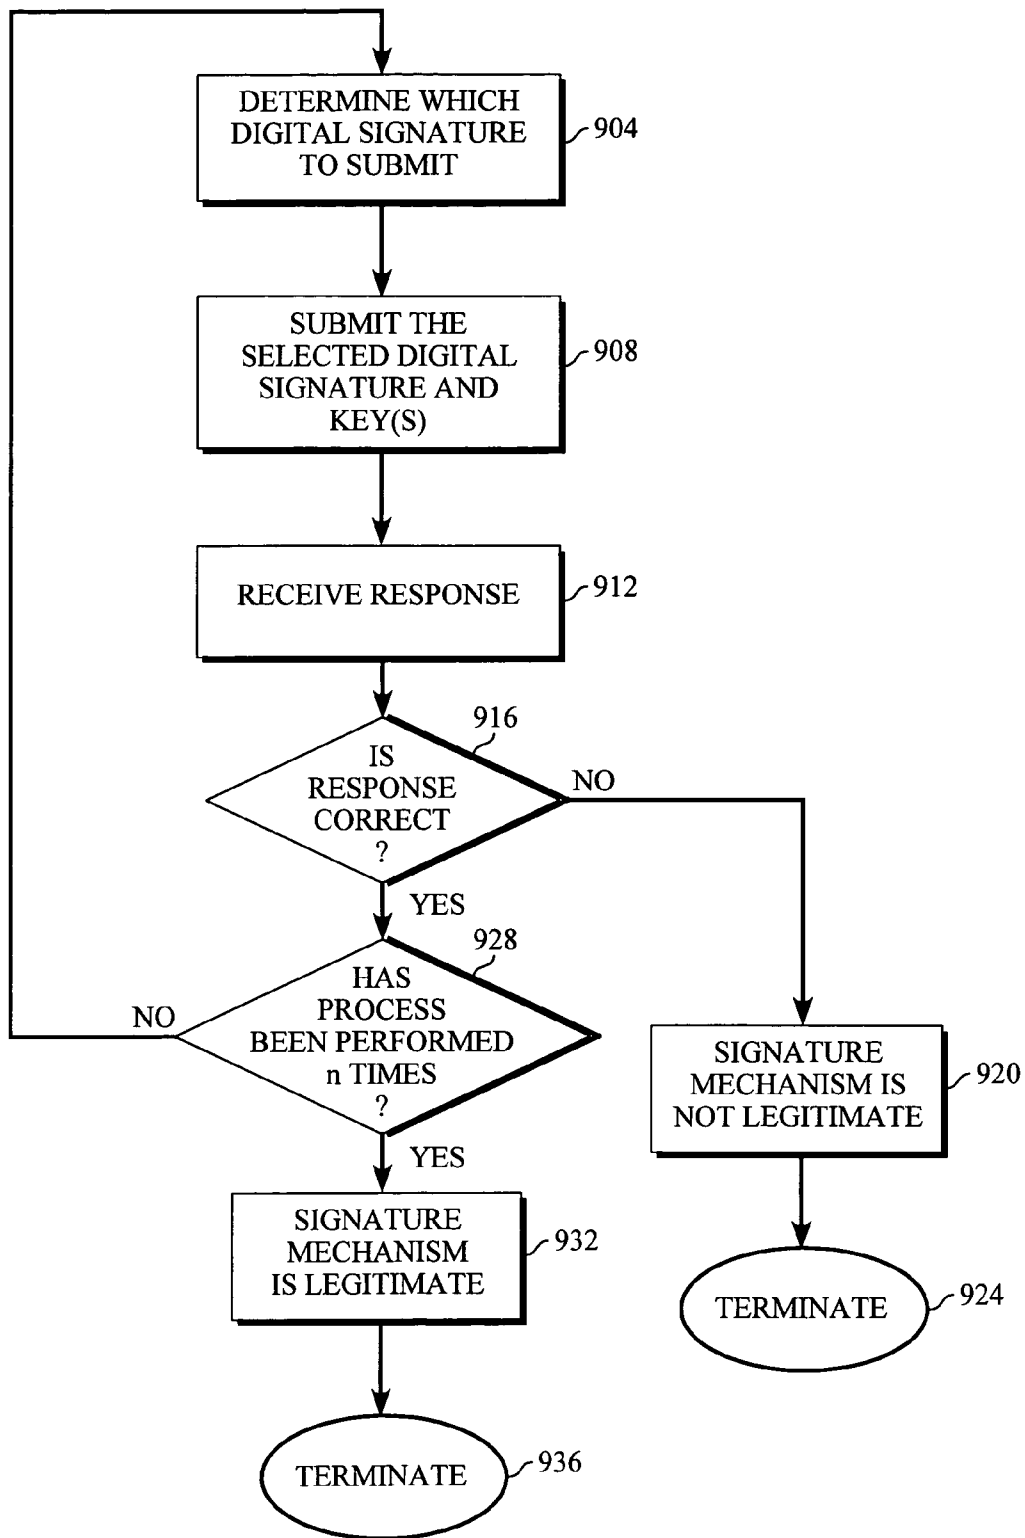 DETERMINE WHICH
DIGITAL SIGNATURE
TO SUBMIT
904
SUBMIT THE
SELECTED DIGITAL
SIGNATURE AND
KEY(S)
908
RECEIVE RESPONSE
912
916
IS
RESPONSE
CORRECT
?
NO
YES
928
HAS
PROCESS
BEEN PERFORMED
n TIMES
?
NO
YES
SIGNATURE
MECHANISM IS
NOT LEGITIMATE
920
SIGNATURE
MECHANISM
IS LEGITIMATE
932
TERMINATE
924
TERMINATE
936